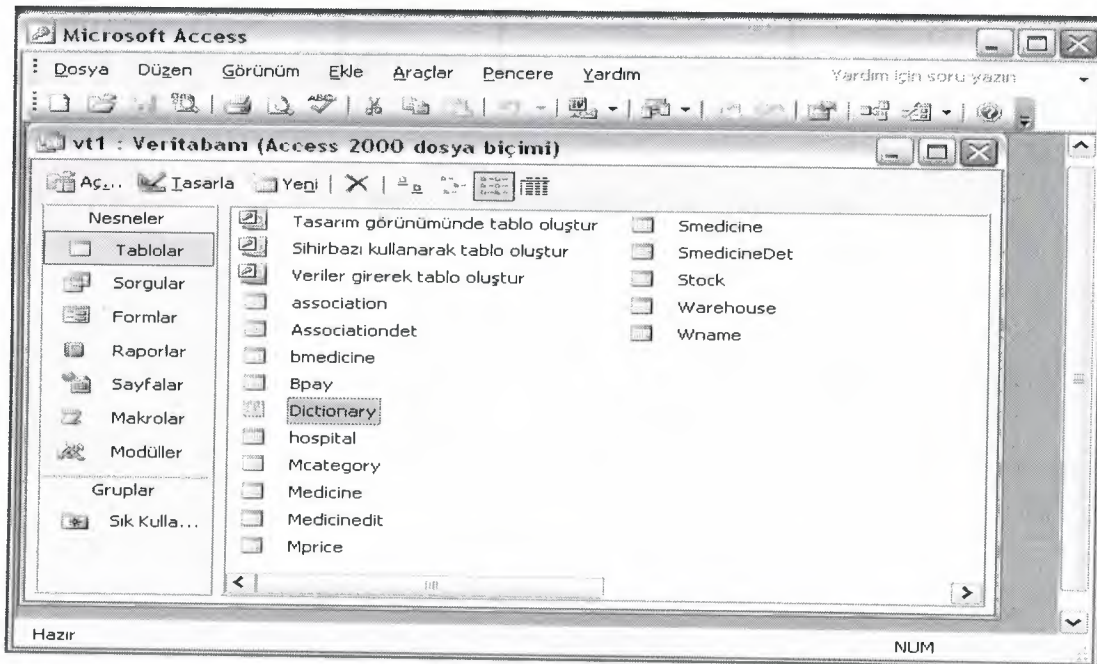 Microsoft Access
Dosya Düzen Görünüm Ekle Araçlar Pencere Yardım Yardım için soru yazın
vt1 : Veritabanı (Access 2000 dosya biçimi)
Aç... Tasarla Yeni
Nesneler
Tablolar
Sorgular
Formlar
Raporlar
Sayfalar
Makrolar
Modüller
Gruplar
Sık Kulla...
Tasarım görünümünde tablo oluştur
Sihirbazı kullanarak tablo oluştur
Veriler girerek tablo oluştur
association
Associationdet
bmedicine
Bpay
Dictionary
hospital
Mcategory
Medicine
Medicinedit
Mprice
Smedicine
SmedicineDet
Stock
Warehouse
Wname
Hazır NUM